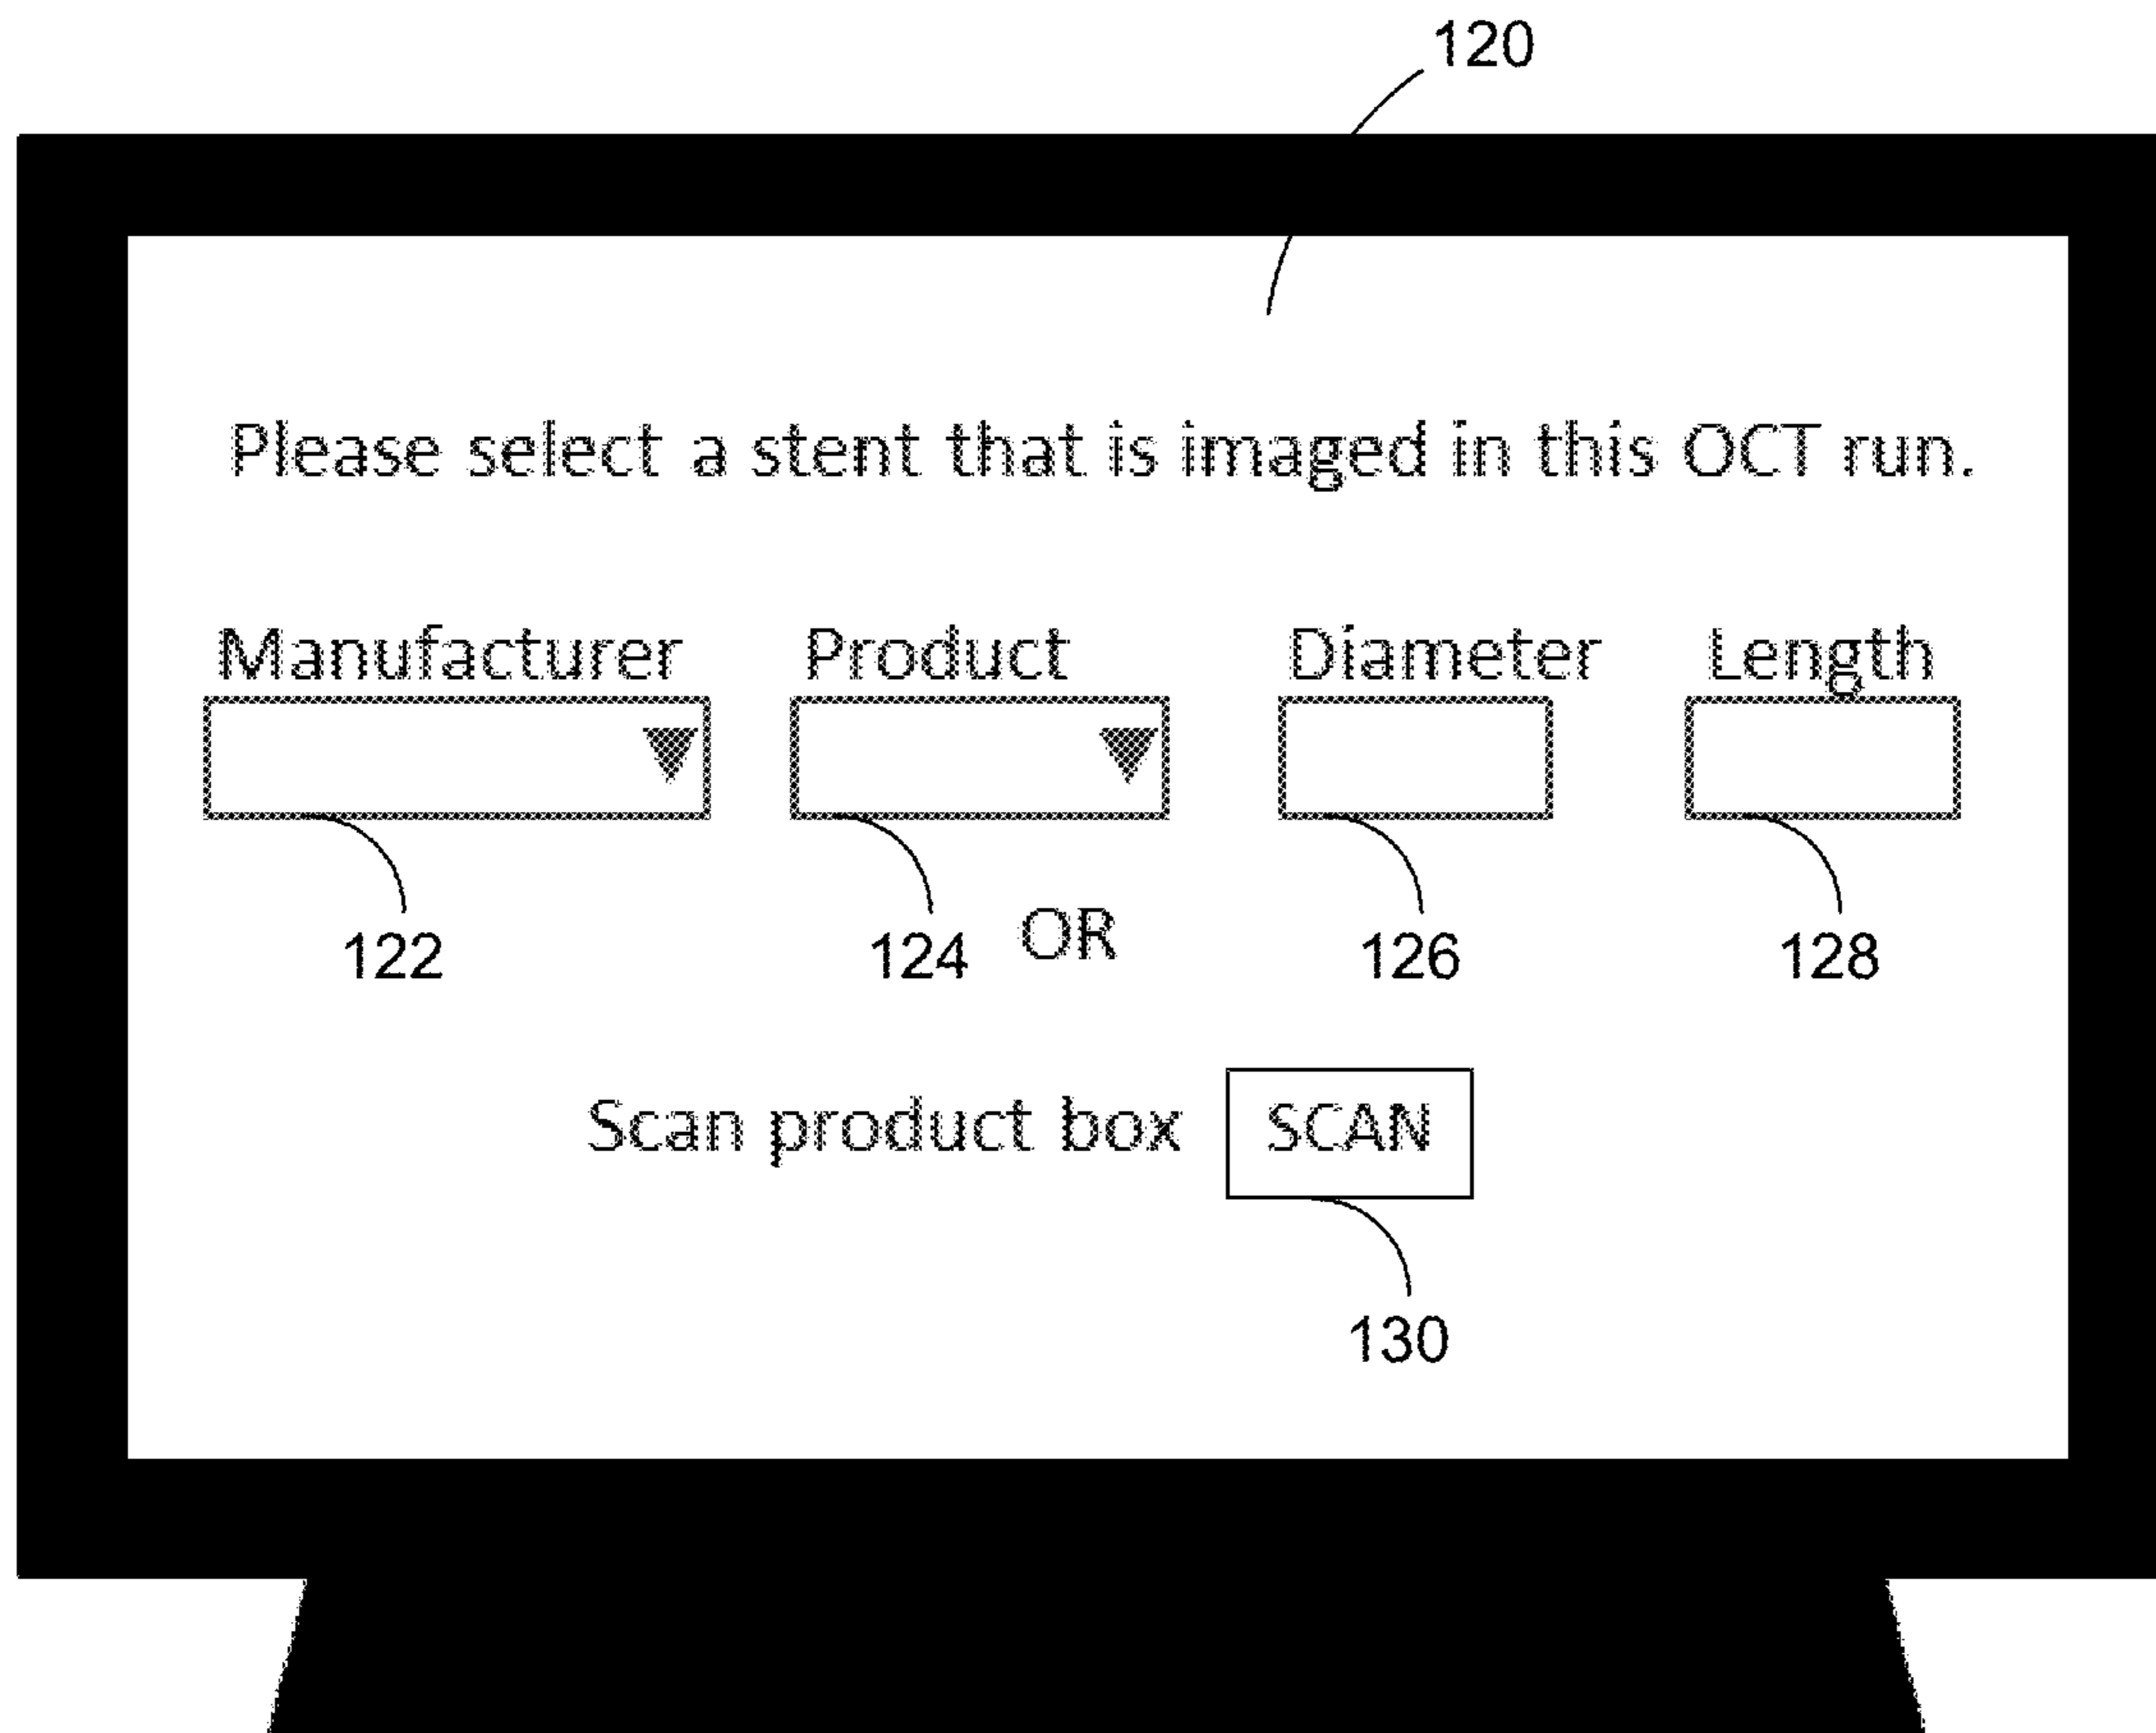 120
Please select a stent that is imaged in this OCT run.
Manufacturer Product Diameter Length
122 124 OR 126 128
Scan product box SCAN
130